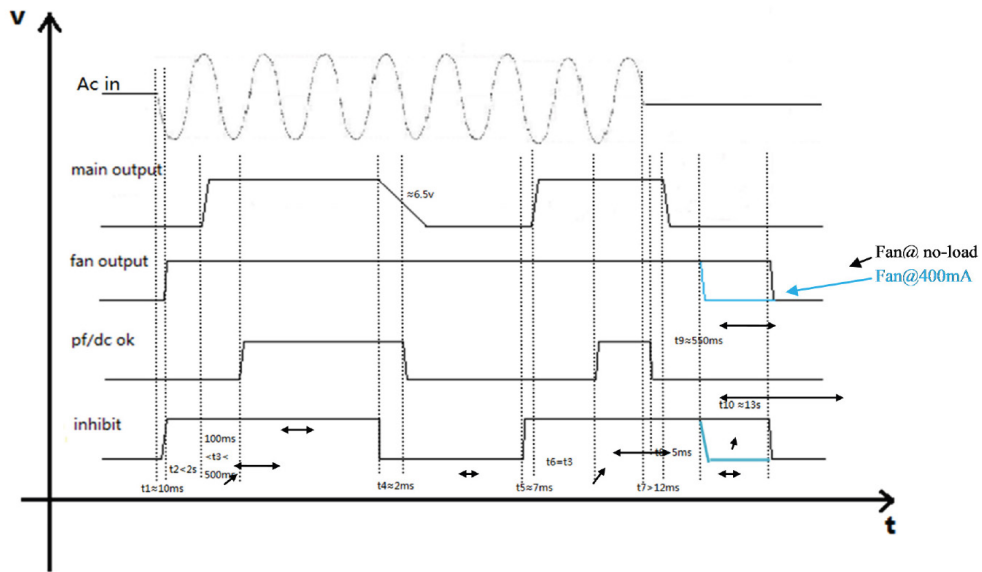 v
Ac in
main output
≈6.5v
fan output
Fan@ no-load
Fan@400mA
pf/dc ok
t9≈550ms
t10 ≈13s
inhibit
100ms
<t3<
500ms
t2<2s
t6=t3
5ms
t1≈10ms
t4≈2ms
t5≈7ms
t7>12ms
t